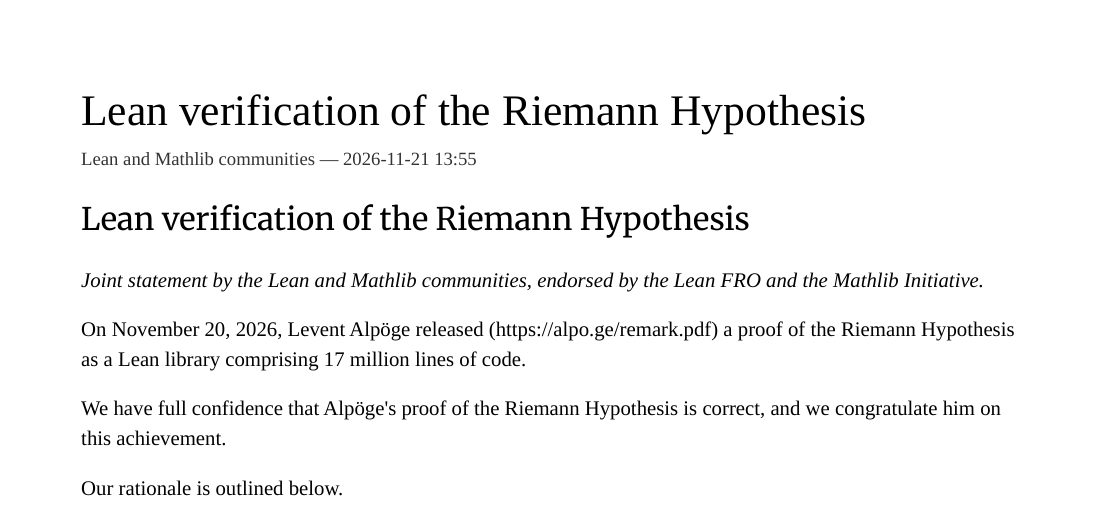 Lean verification of the Riemann Hypothesis
Lean and Mathlib communities — 2026-11-21 13:55
Lean verification of the Riemann Hypothesis
Joint statement by the Lean and Mathlib communities, endorsed by the Lean FRO and the Mathlib Initiative.
On November 20, 2026, Levent Alpöge released (https://alpo.ge/remark.pdf) a proof of the Riemann Hypothesis
as a Lean library comprising 17 million lines of code.
We have full confidence that Alpöge's proof of the Riemann Hypothesis is correct, and we congratulate him on
this achievement.
Our rationale is outlined below.